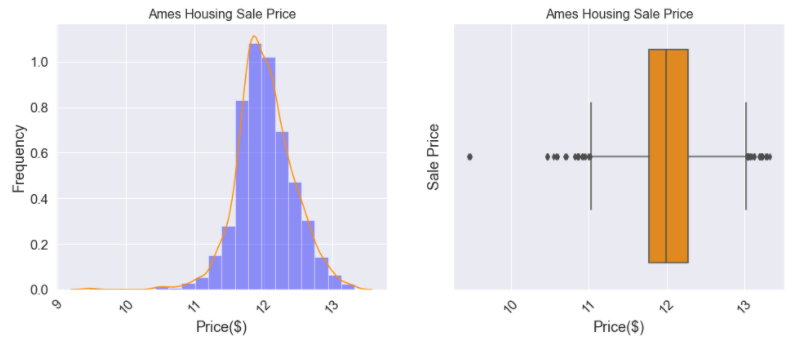 Ames Housing Sale Price
Frequency
1.0
0.8
0.6
0.4
0.2
0.0
9
10
11
12
13
Price($)
Ames Housing Sale Price
Sale Price
10
11
12
13
Price($)